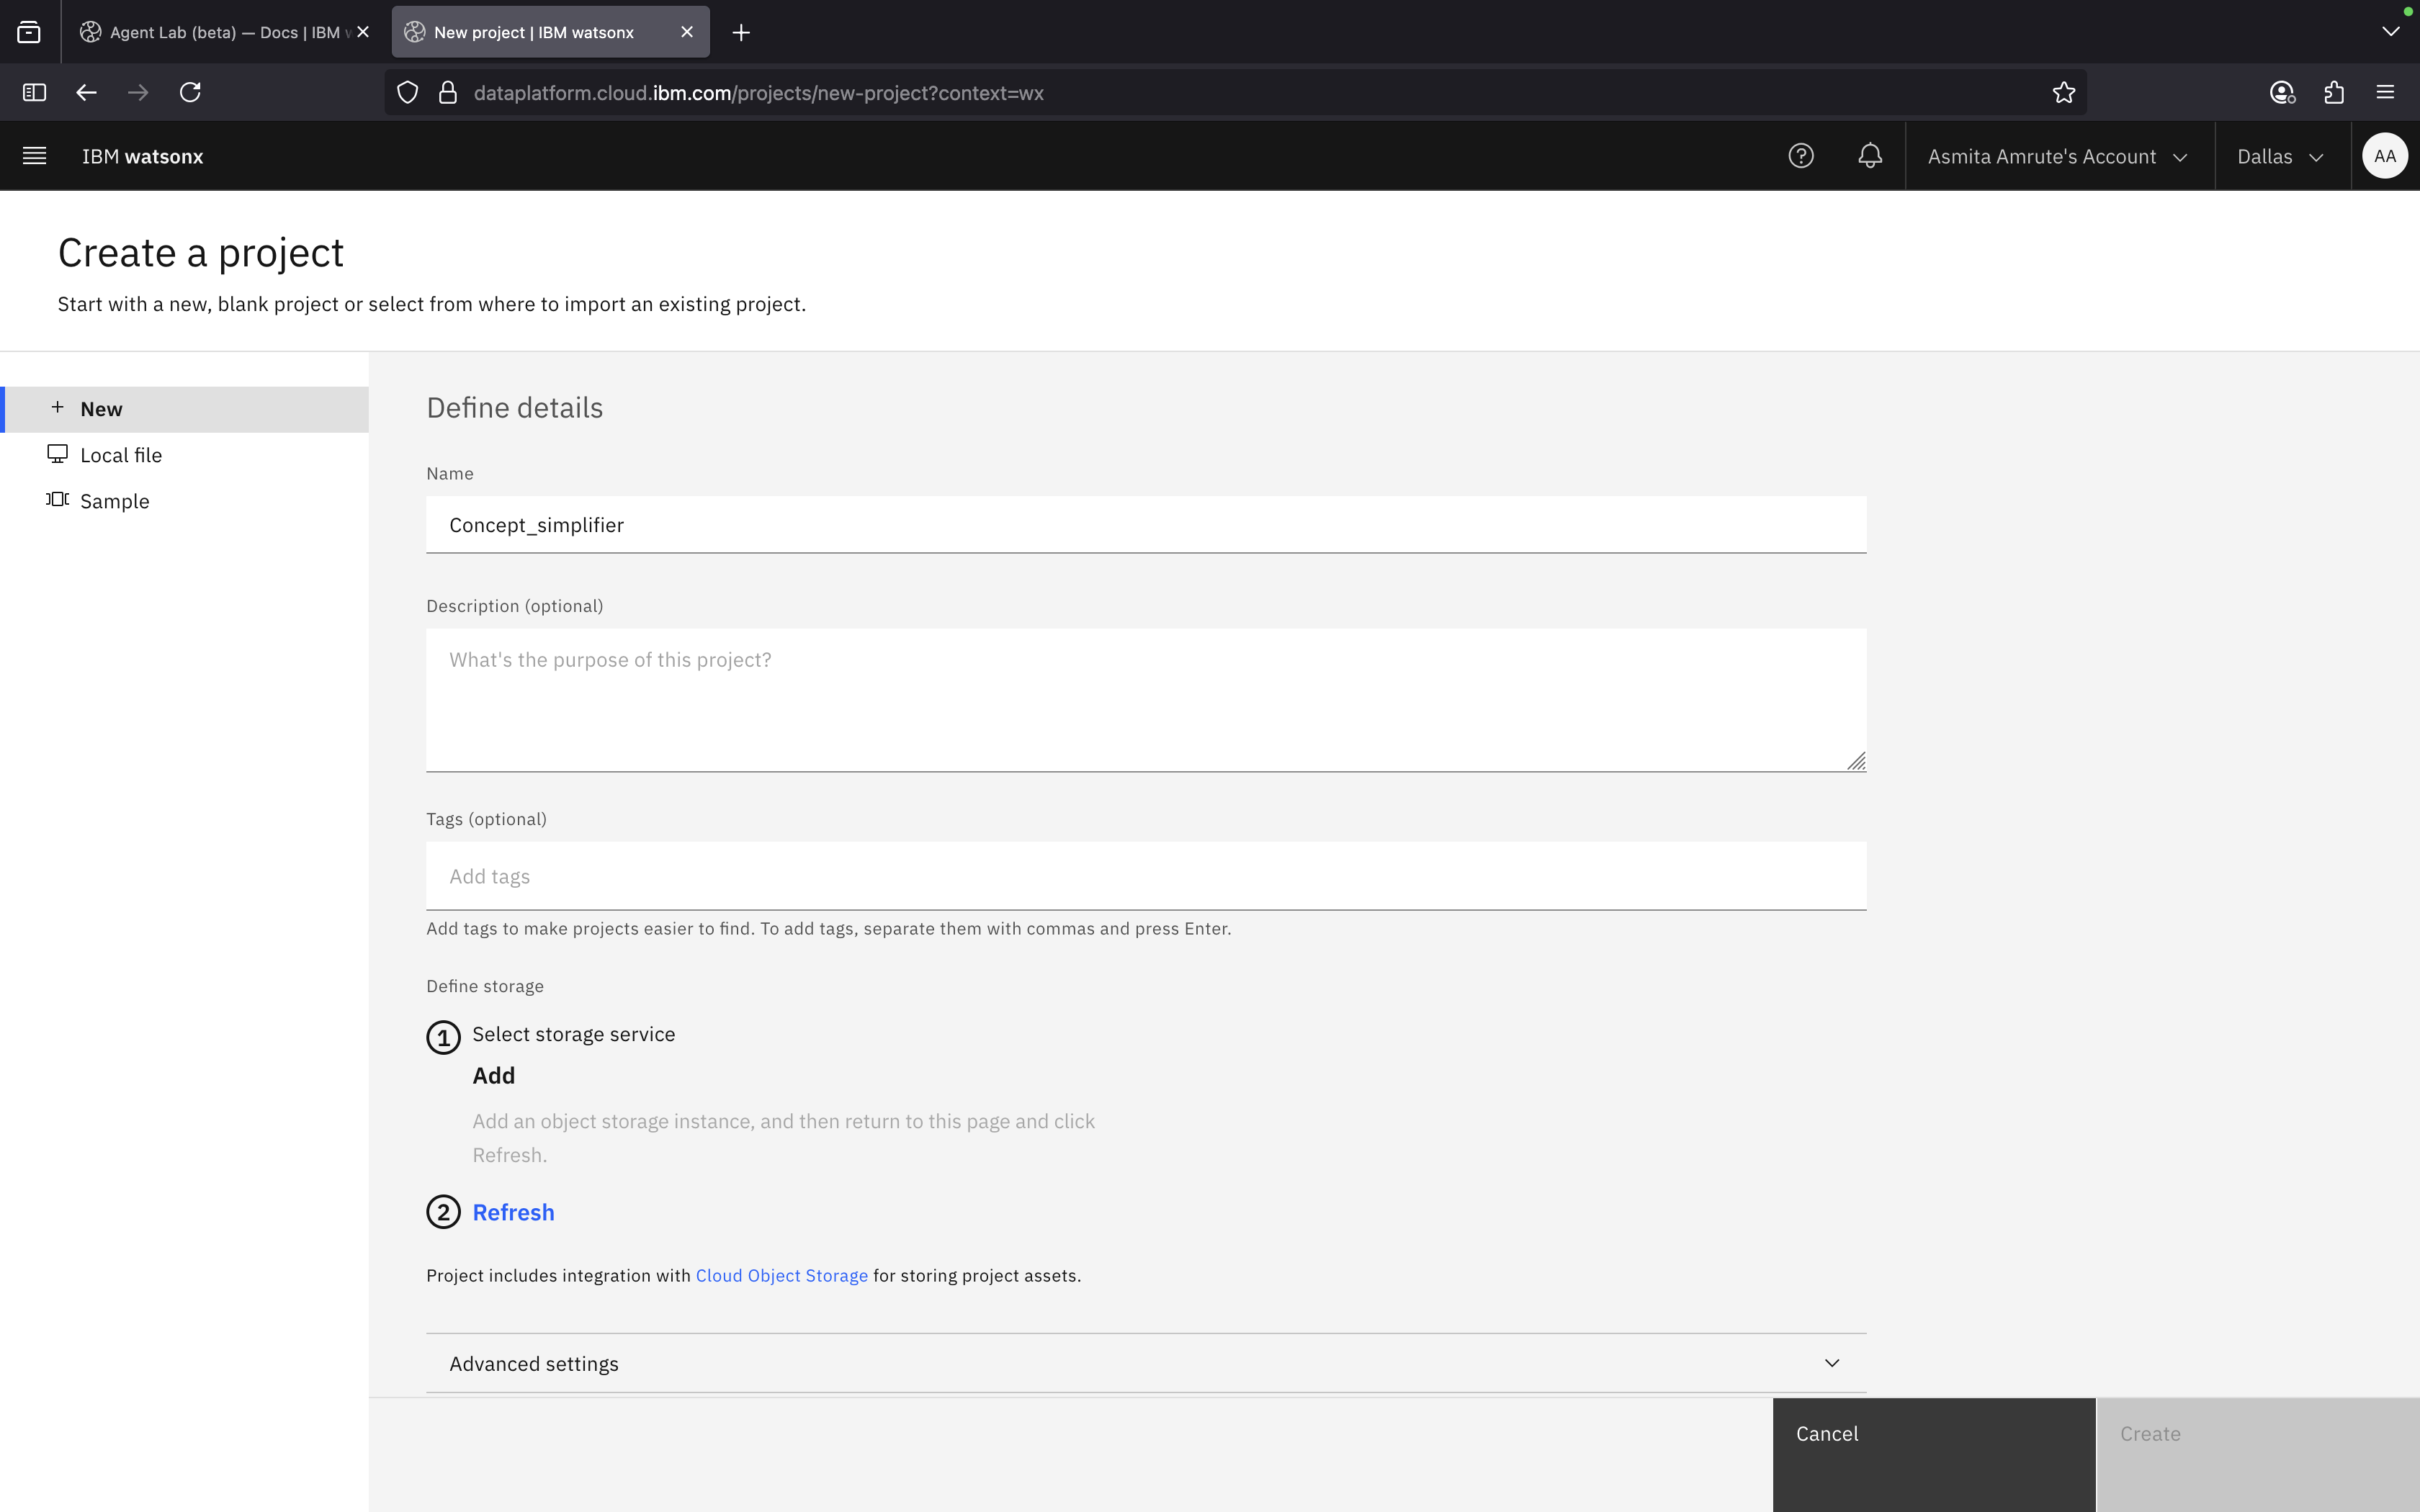 Agent Lab (beta) — Docs | IBM w
New project | IBM watsonx
dataplatform.cloud.ibm.com/projects/new-project?context=wx
IBM watsonx
Asmita Amrute's Account
Dallas
AA
Create a project
Start with a new, blank project or select from where to import an existing project.
New
Local file
Sample
Define details
Name
Concept_simplifier
Description (optional)
What's the purpose of this project?
Tags (optional)
Add tags
Add tags to make projects easier to find. To add tags, separate them with commas and press Enter.
Define storage
1 Select storage service
Add
Add an object storage instance, and then return to this page and click
Refresh.
2 Refresh
Project includes integration with Cloud Object Storage for storing project assets.
Advanced settings
Cancel
Create